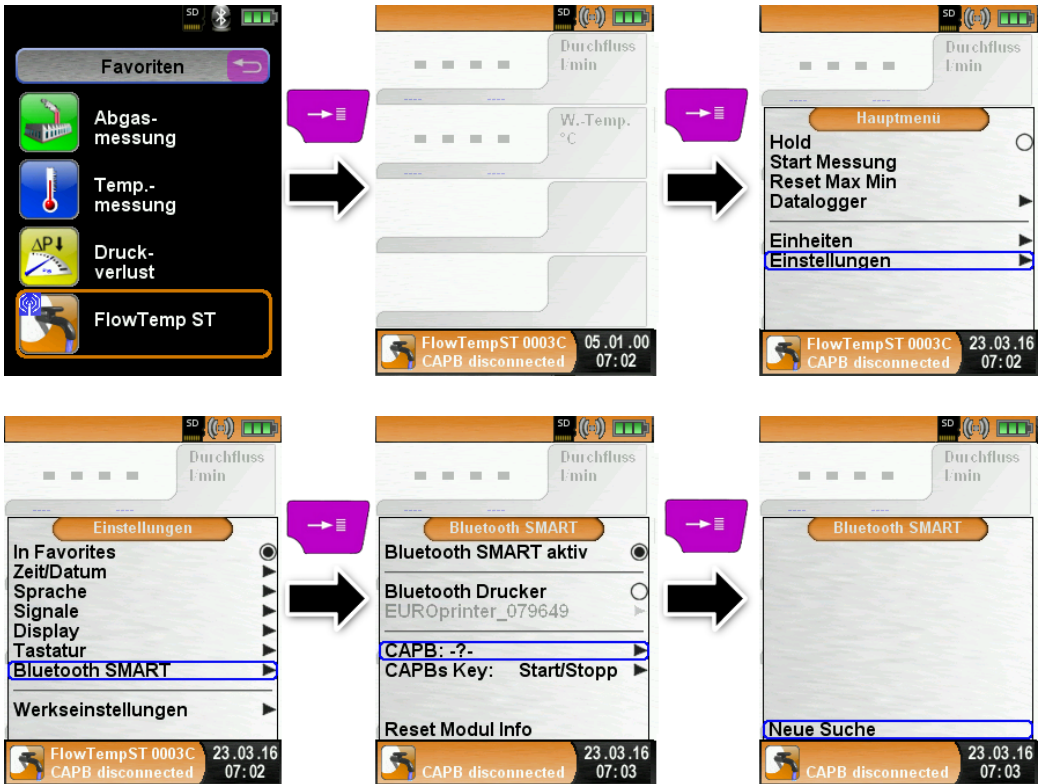 SD
Favoriten
Abgas-
messung
Temp.-
messung
ΔP
Druck-
verlust
FlowTemp ST
SD
Durchfluss
l/min
W.-Temp.
°C
FlowTempST 0003C
CAPB disconnected
05.01.00
07:02
SD
Durchfluss
l/min
Hauptmenü
Hold
Start Messung
Reset Max Min
Datalogger
Einheiten
Einstellungen
FlowTempST 0003C
CAPB disconnected
23.03.16
07:02
SD
Durchfluss
l/min
Einstellungen
In Favorites
Zeit/Datum
Sprache
Signale
Display
Tastatur
Bluetooth SMART
Werkseinstellungen
FlowTempST 0003C
CAPB disconnected
23.03.16
07:02
SD
Durchfluss
l/min
Bluetooth SMART
Bluetooth SMART aktiv
Bluetooth Drucker
EUROprinter_079649
CAPB: -?-
CAPBs Key: Start/Stopp
Reset Modul Info
CAPB disconnected
23.03.16
07:03
SD
Durchfluss
l/min
Bluetooth SMART
Neue Suche
CAPB disconnected
23.03.16
07:03